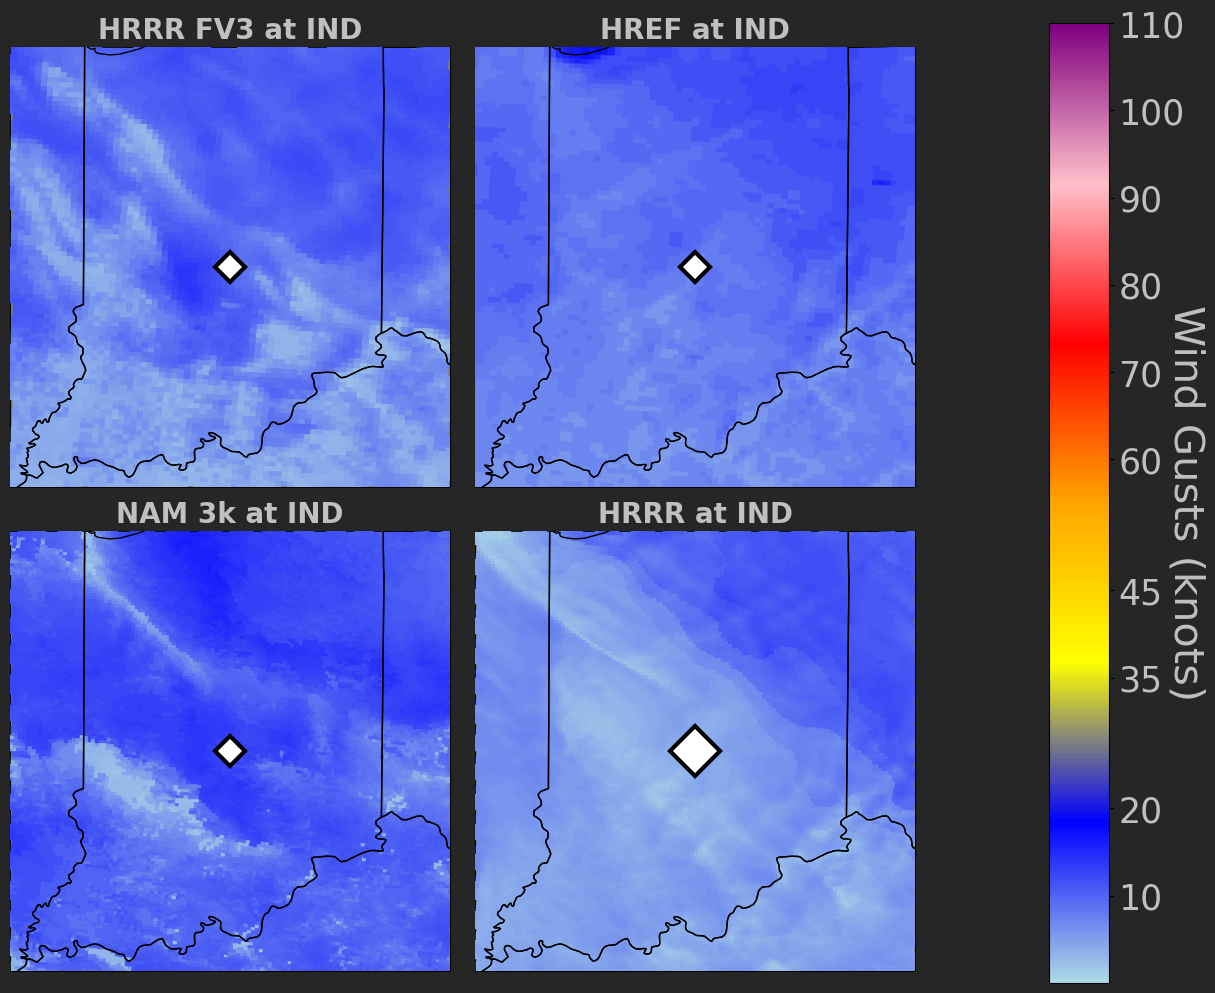 HRRR FV3 at IND
HREF at IND
NAM 3k at IND
HRRR at IND
110
100
90
80
70
60
45
35
20
10
Wind Gusts (knots)